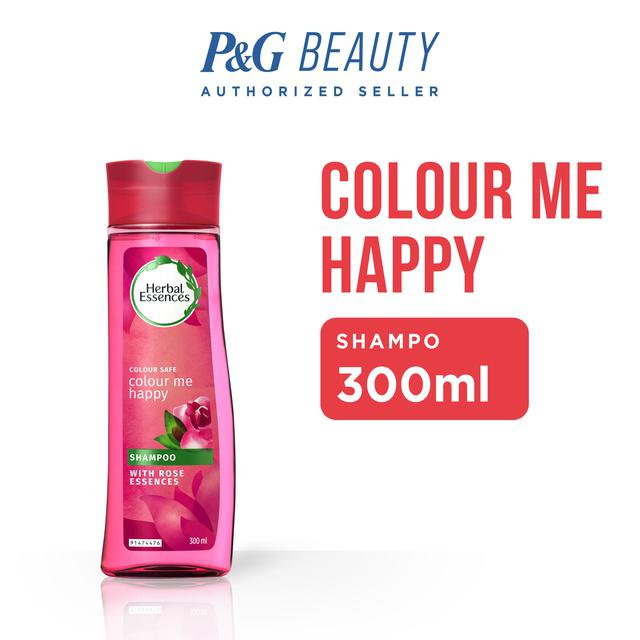 P&G BEAUTY
AUTHORIZED SELLER
COLOUR ME
HAPPY
SHAMPO
300ml
Herbal
Essences
COLOUR SAFE
colour me
happy
SHAMPOO
WITH ROSE
ESSENCES
91474476
300 ml